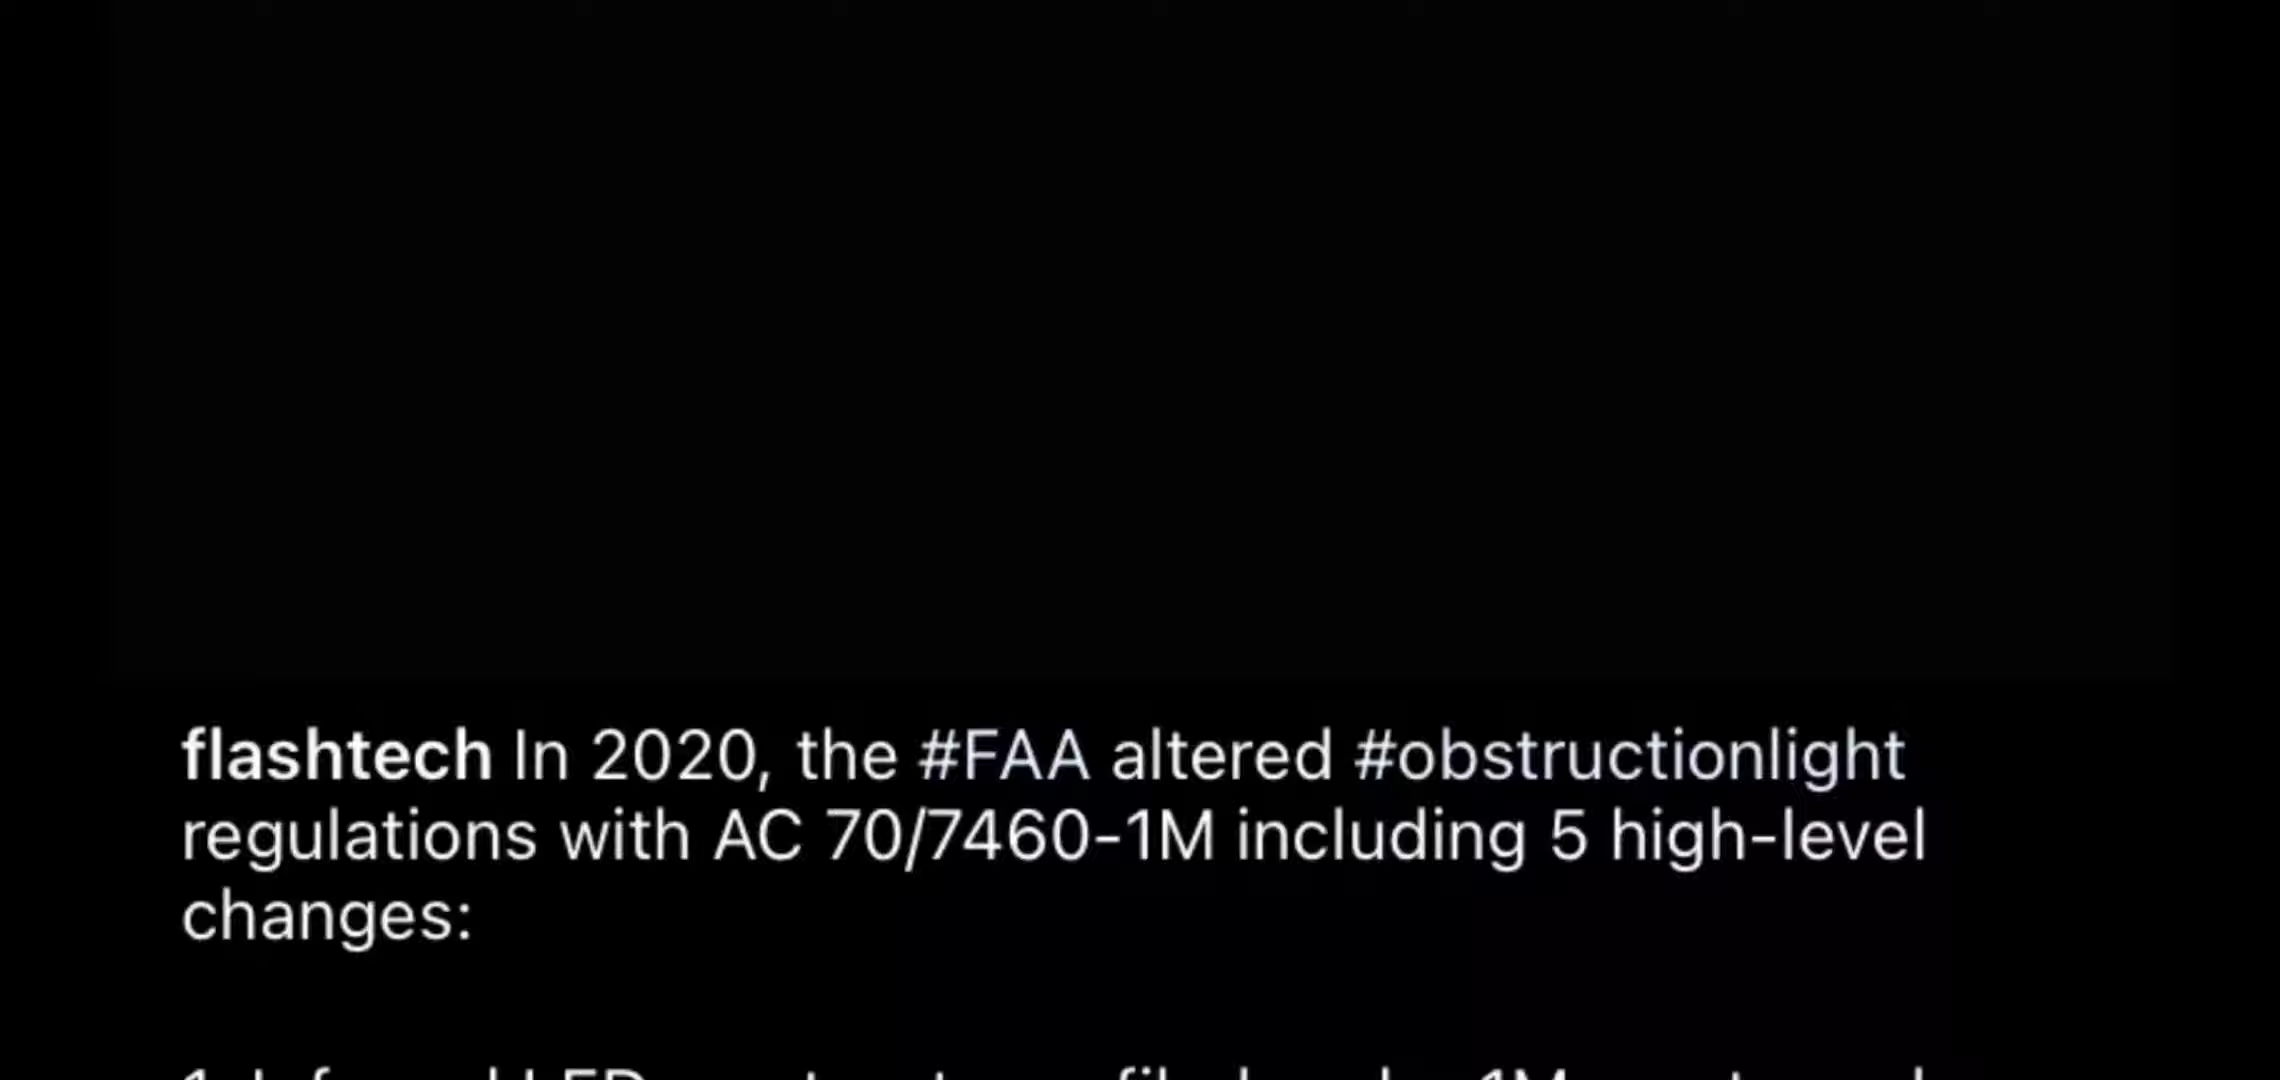 flashtech In 2020, the #FAA altered #obstructionlight
regulations with AC 70/7460-1M including 5 high-level
changes: